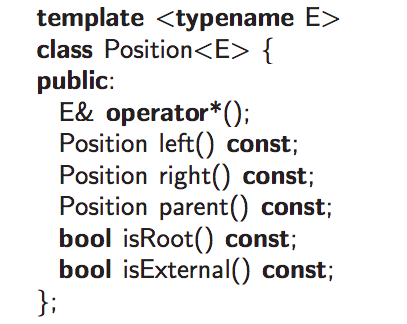 template <typename E>
class Position<E> {
public:
E& operator*();
Position left() const;
Position right() const;
Position parent() const;
bool isRoot() const;
bool isExternal() const;
};